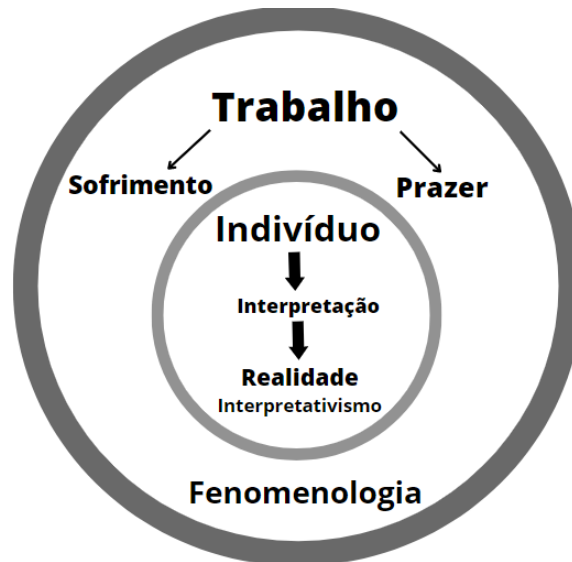 Trabalho
Sofrimento
Prazer
Indivíduo
Interpretação
Realidade
Interpretativismo
Fenomenologia